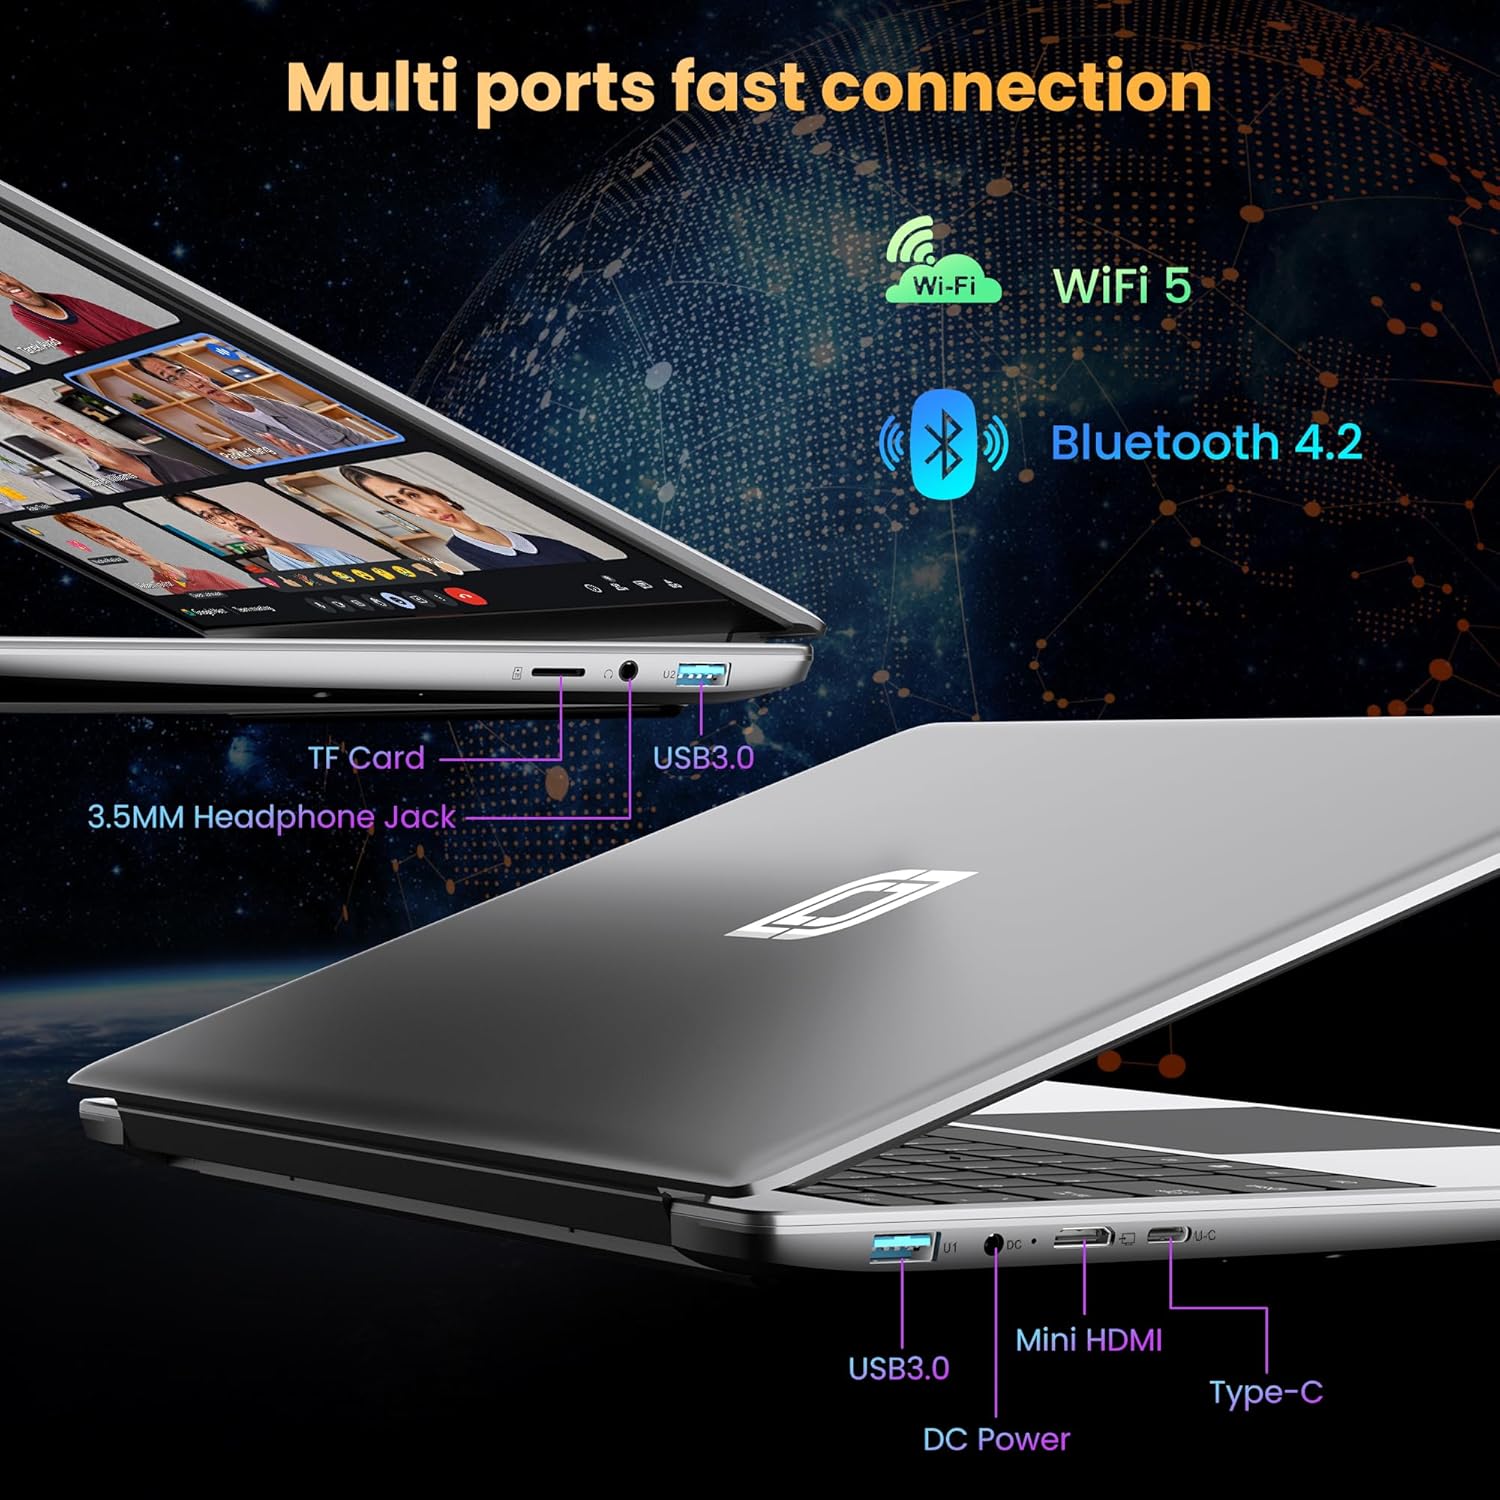 Multi ports fast connection
Wi-Fi
WiFi 5
Bluetooth 4.2
U2
TF Card
USB3.0
3.5MM Headphone Jack
U1
DC
U-C
Mini HDMI
USB3.0
Type-C
DC Power